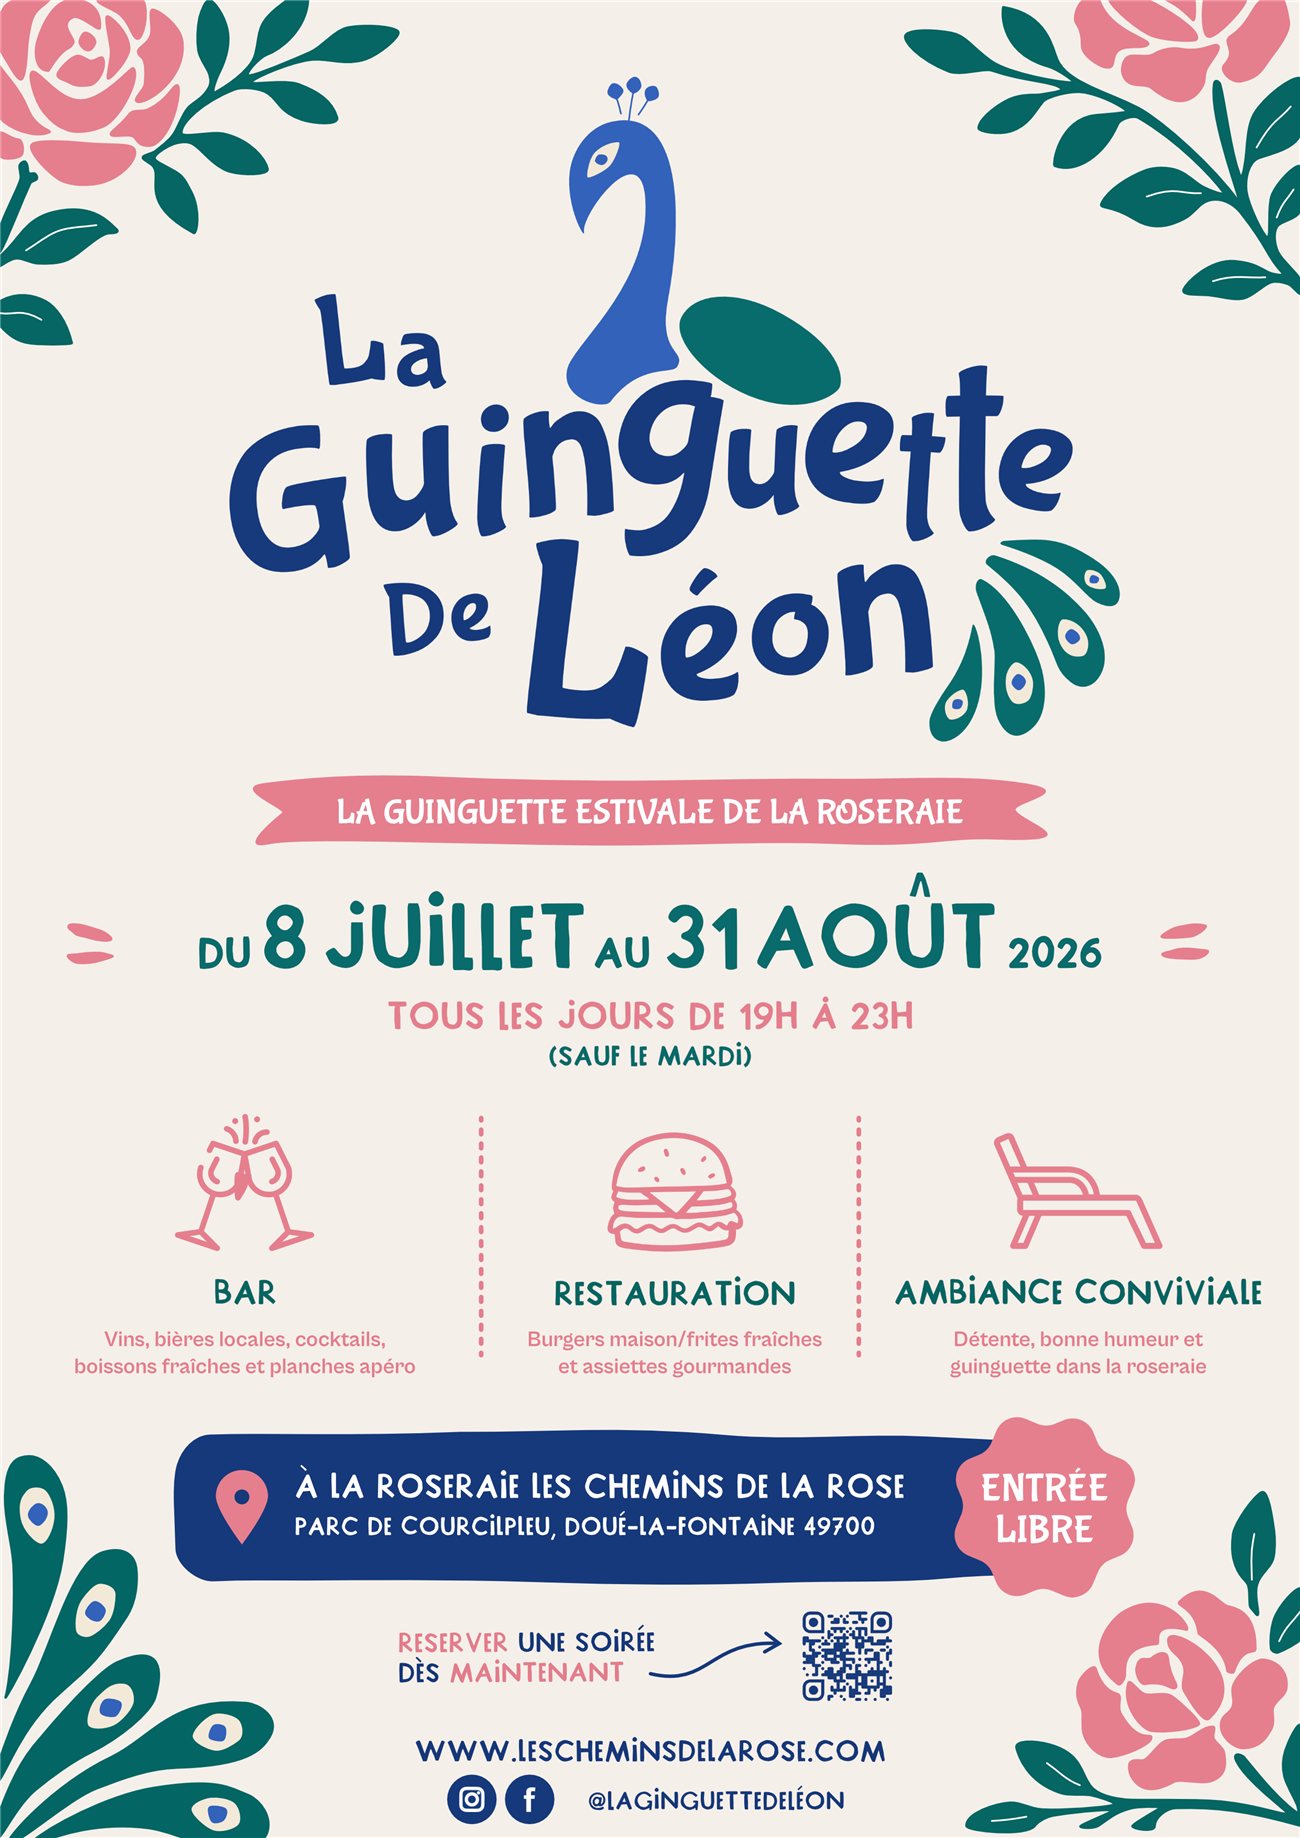 La
Guinguette
De Léon
LA GUINGUETTE ESTIVALE DE LA ROSERAIE
DU 8 JUILLET AU 31 AOÛT 2026
TOUS LES JOURS DE 19H À 23H
(SAUF LE MARDI)
BAR
Vins, bières locales, cocktails,
boissons fraîches et planches apéro
RESTAURATION
Burgers maison/frites fraîches
et assiettes gourmandes
AMBIANCE CONVIVIALE
Détente, bonne humeur et
guinguette dans la roseraie
À LA ROSERAIE LES CHEMINS DE LA ROSE
PARC DE COURCILPLEU, DOUÉ-LA-FONTAINE 49700
ENTRÉE
LIBRE
RESERVER UNE SOIRÉE
DÈS MAINTENANT
WWW.LESCHEMINSDELAROSE.COM
@LAGINGUETTEDELÉON